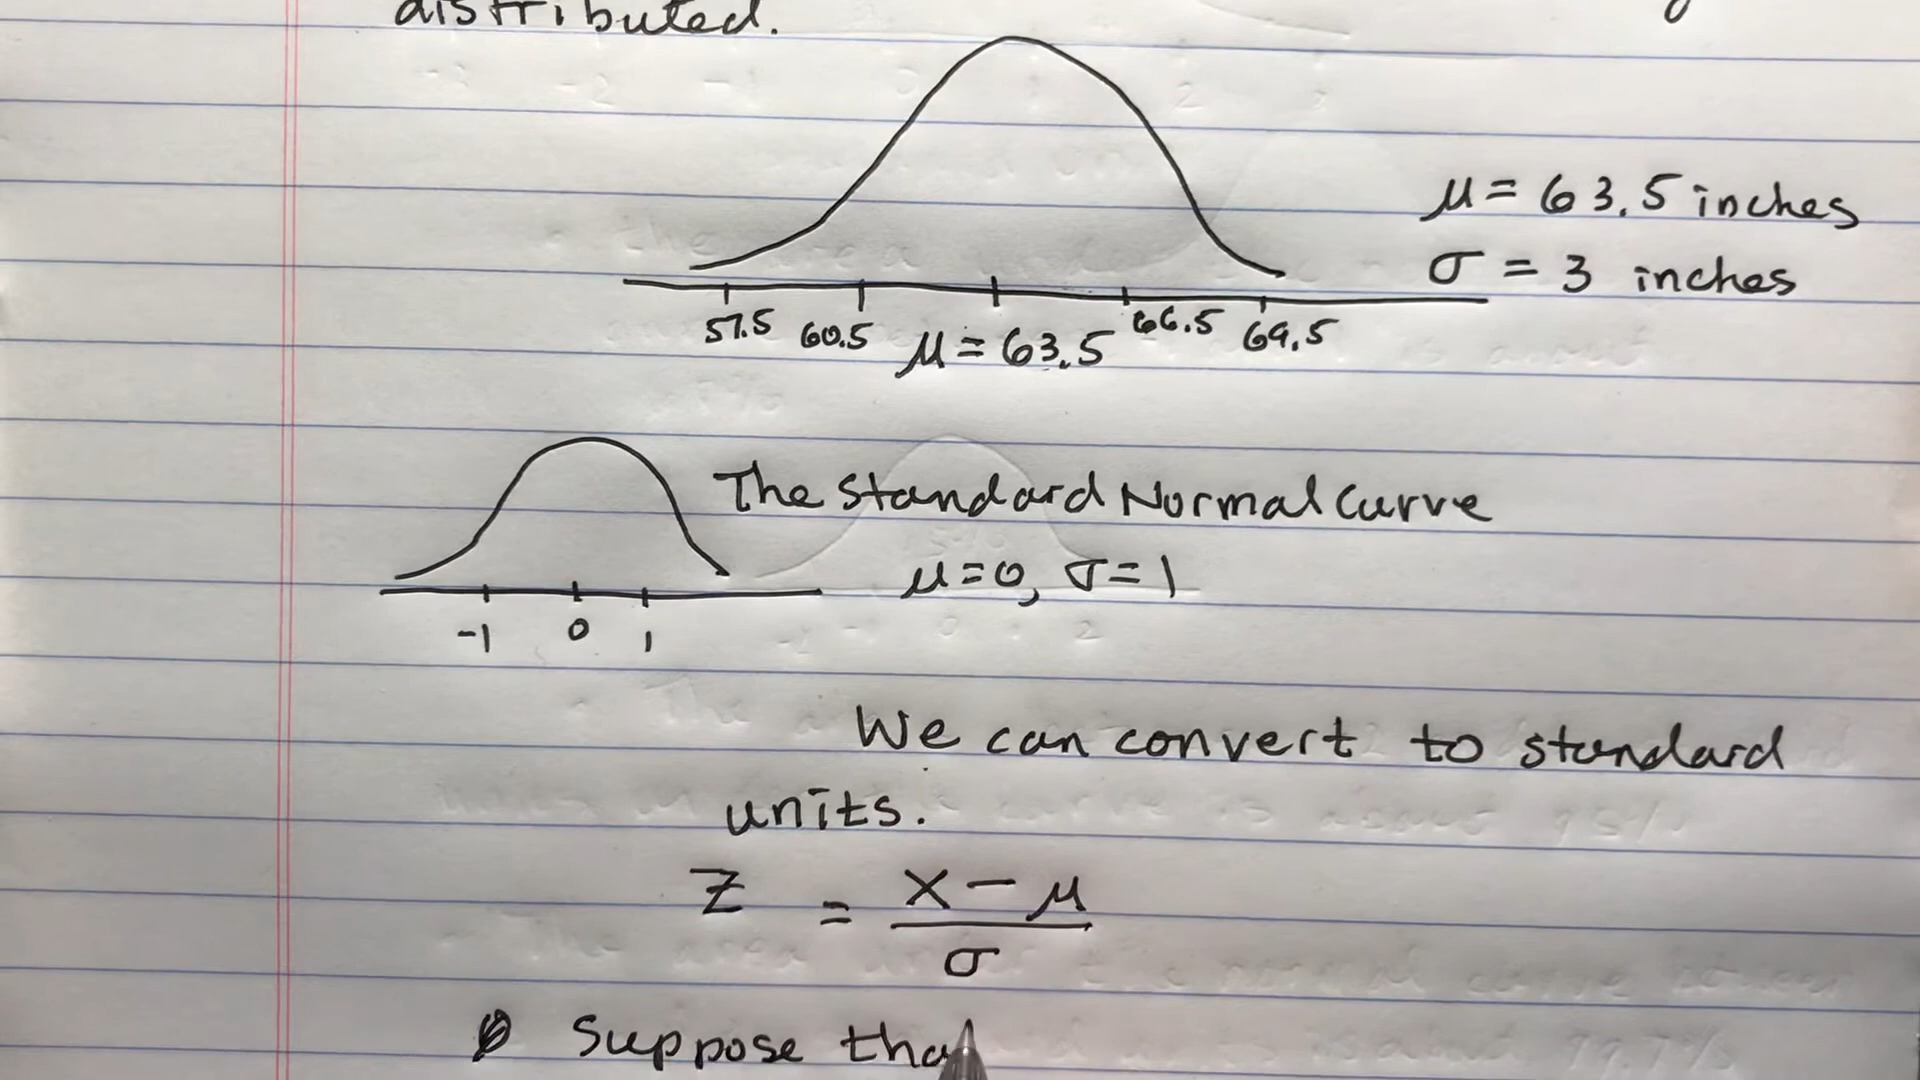 distributed.
μ = 63.5 inches
σ = 3 inches
57.5 60.5 μ = 63.5 66.5 69.5
The Standard Normal Curve
μ=0, σ=1
-1 0 1
We can convert to standard
units.
Z = X - μ
σ
Suppose tha